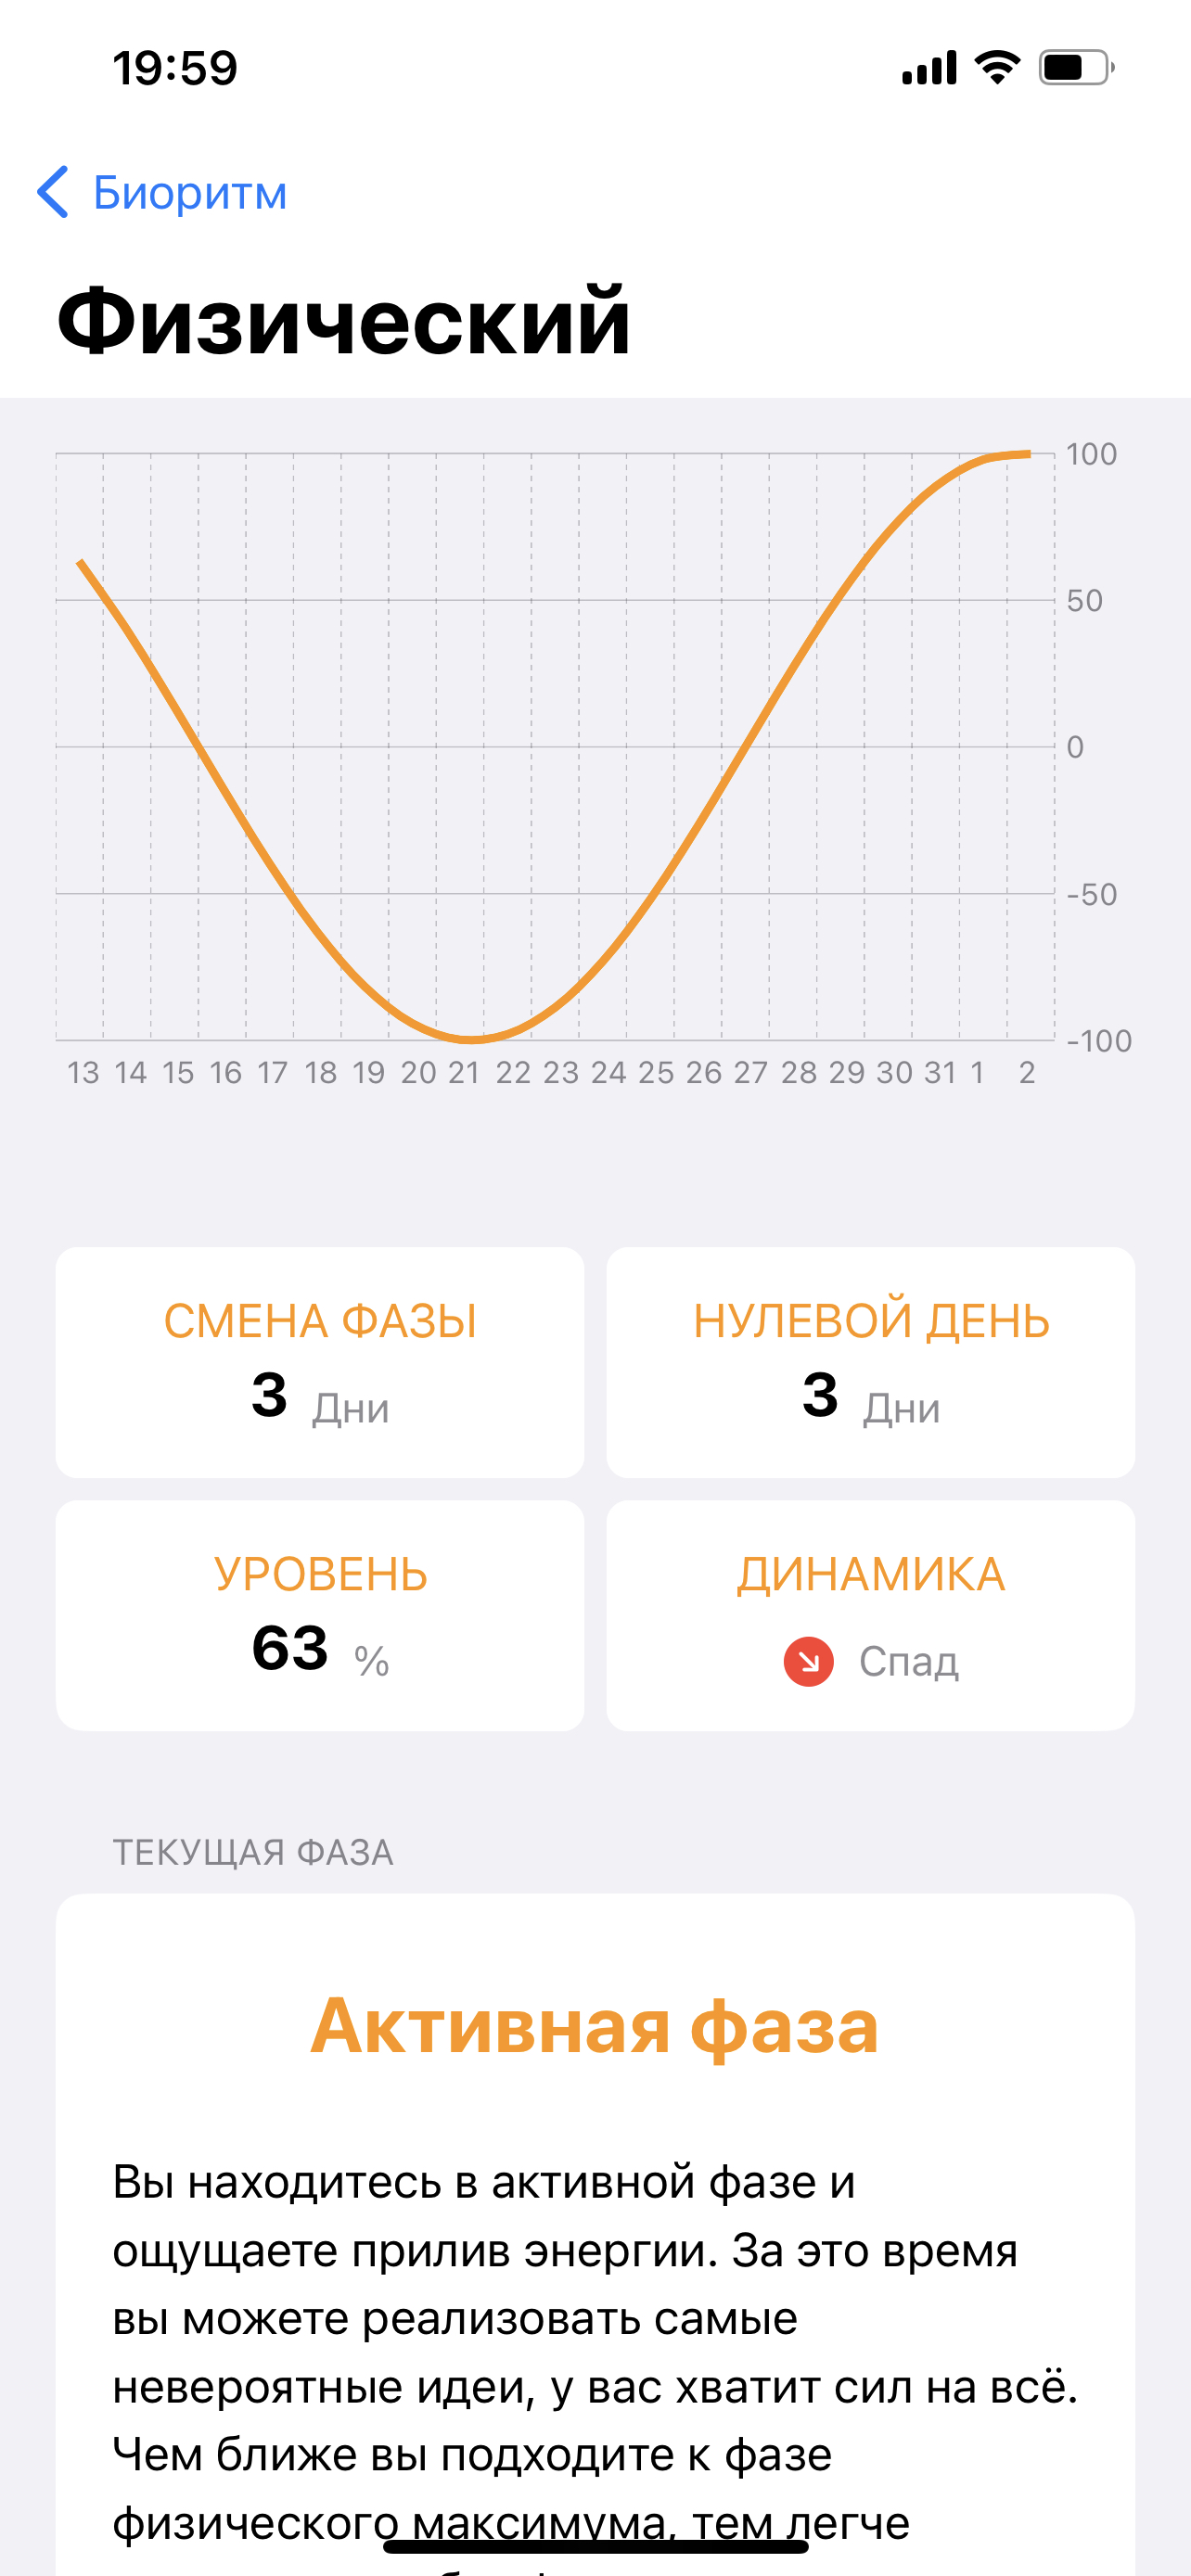 19:59
Биоритм
Физический
100
50
0
-50
-100
13 14 15 16 17 18 19 20 21 22 23 24 25 26 27 28 29 30 31 1 2
СМЕНА ФАЗЫ
3 Дни
НУЛЕВОЙ ДЕНЬ
3 Дни
УРОВЕНЬ
63 %
ДИНАМИКА
Спад
ТЕКУЩАЯ ФАЗА
Активная фаза
Вы находитесь в активной фазе и
ощущаете прилив энергии. За это время
вы можете реализовать самые
невероятные идеи, у вас хватит сил на всё.
Чем ближе вы подходите к фазе
физического максимума, тем легче